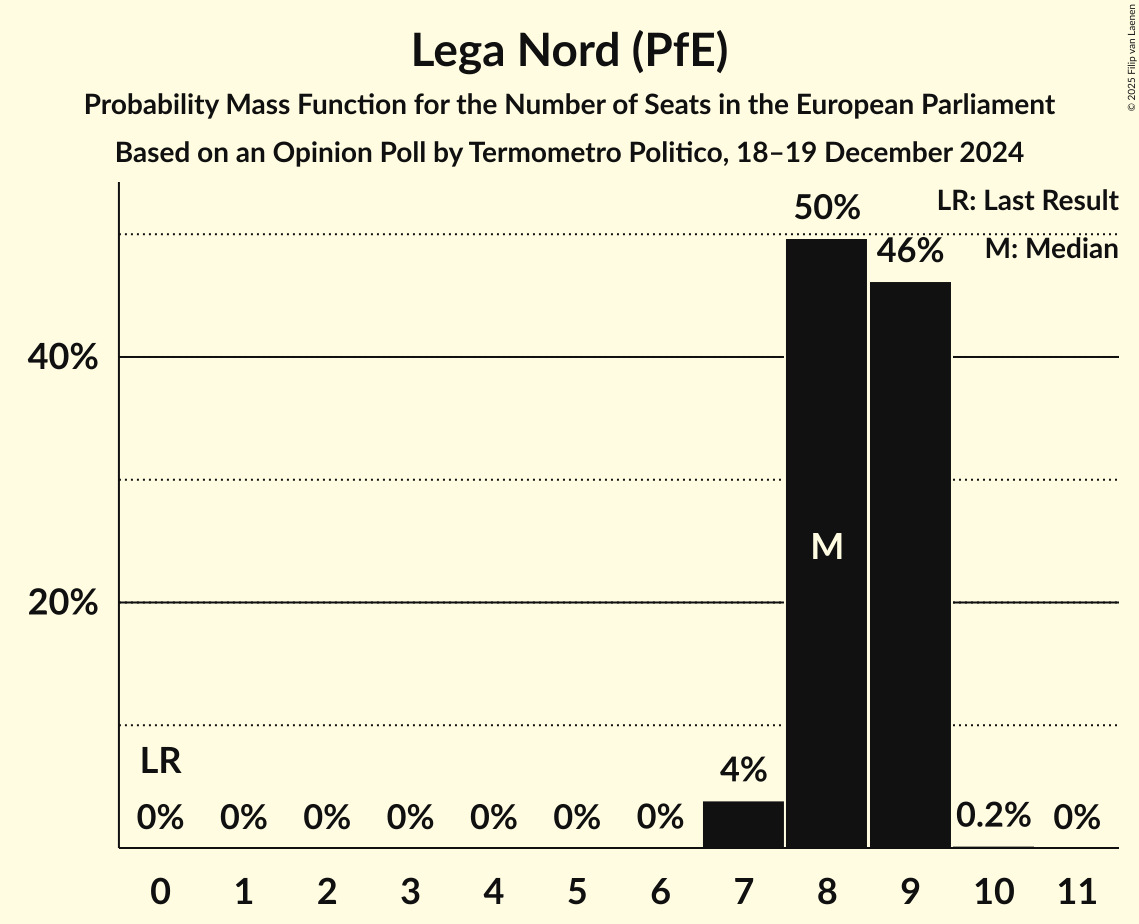 Lega Nord (PfE)
Probability Mass Function for the Number of Seats in the European Parliament
Based on an Opinion Poll by Termometro Politico, 18–19 December 2024
© 2025 Filip van Laenen
LR: Last Result
M: Median
50%
46%
40%
M
20%
LR
4%
0% 0% 0% 0% 0% 0% 0% 0.2% 0%
0 1 2 3 4 5 6 7 8 9 10 11